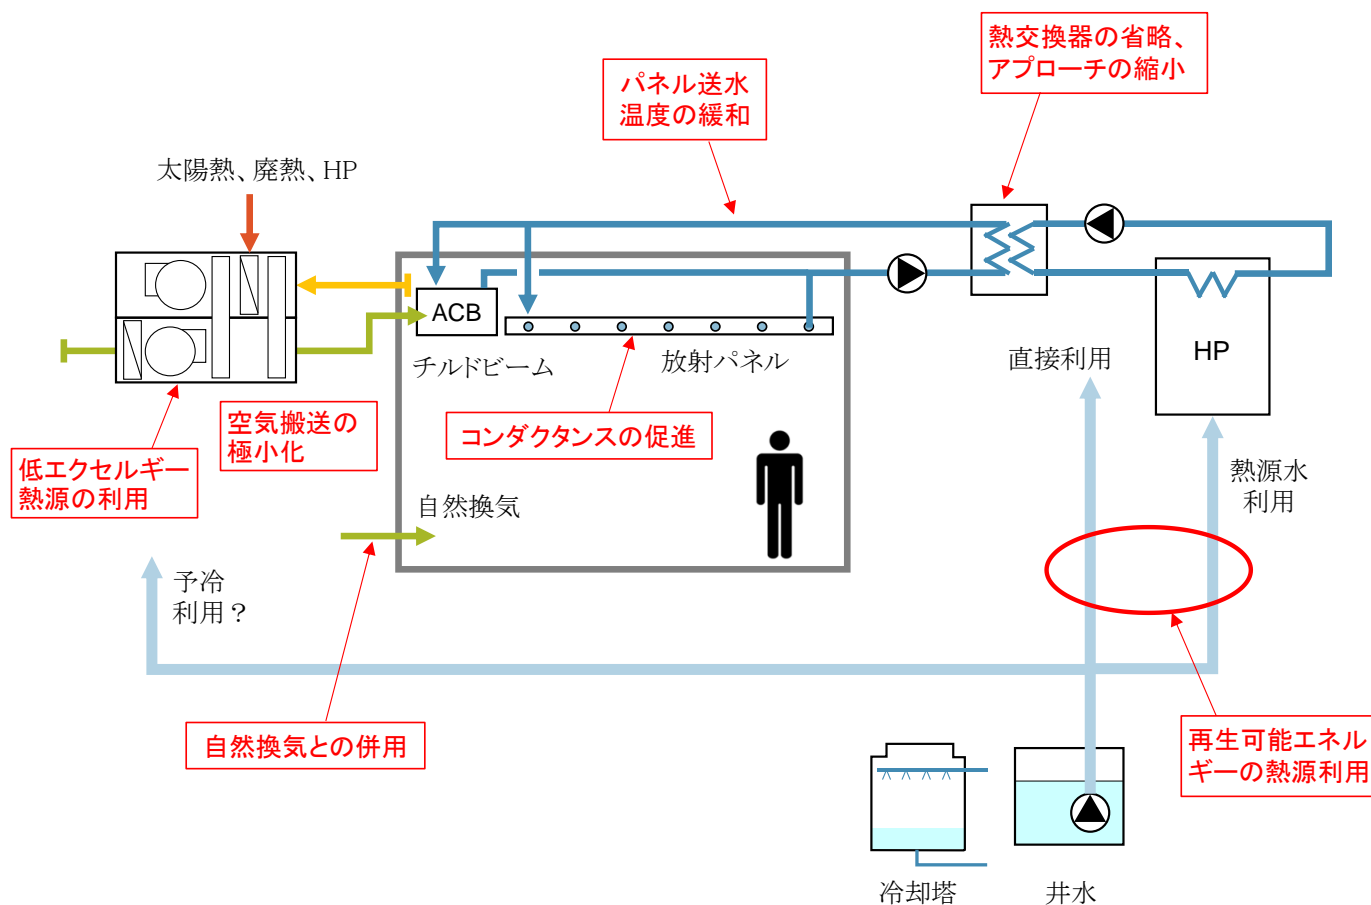 熱交換器の省略、
アプローチの縮小
パネル送水
温度の緩和
太陽熱、廃熱、HP
ACB
チルドビーム
放射パネル
直接利用
HP
空気搬送の
極小化
コンダクタンスの促進
低エクセルギー
熱源の利用
自然換気
熱源水
利用
予冷
利用？
自然換気との併用
再生可能エネル
ギーの熱源利用
冷却塔
井水